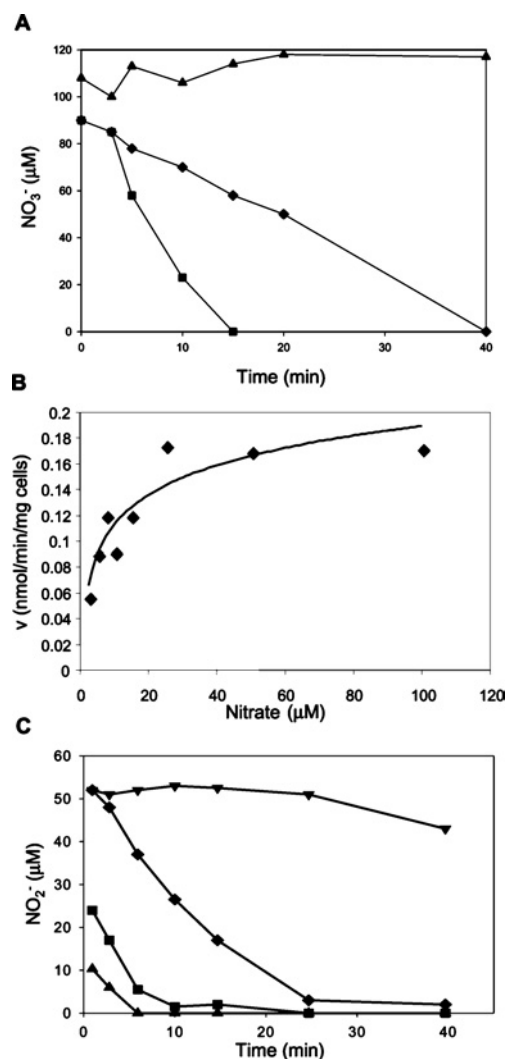 A
120
100
80
60
40
20
0
NO3- (μM)
0 10 20 30 40
Time (min)
B
0.2
0.18
0.16
0.14
0.12
0.1
0.08
0.06
0.04
0.02
0
v (nmol/min/mg cells)
0 20 40 60 80 100 120
Nitrate (μM)
C
60
50
40
30
20
10
0
NO2- (μM)
0 10 20 30 40
Time (min)